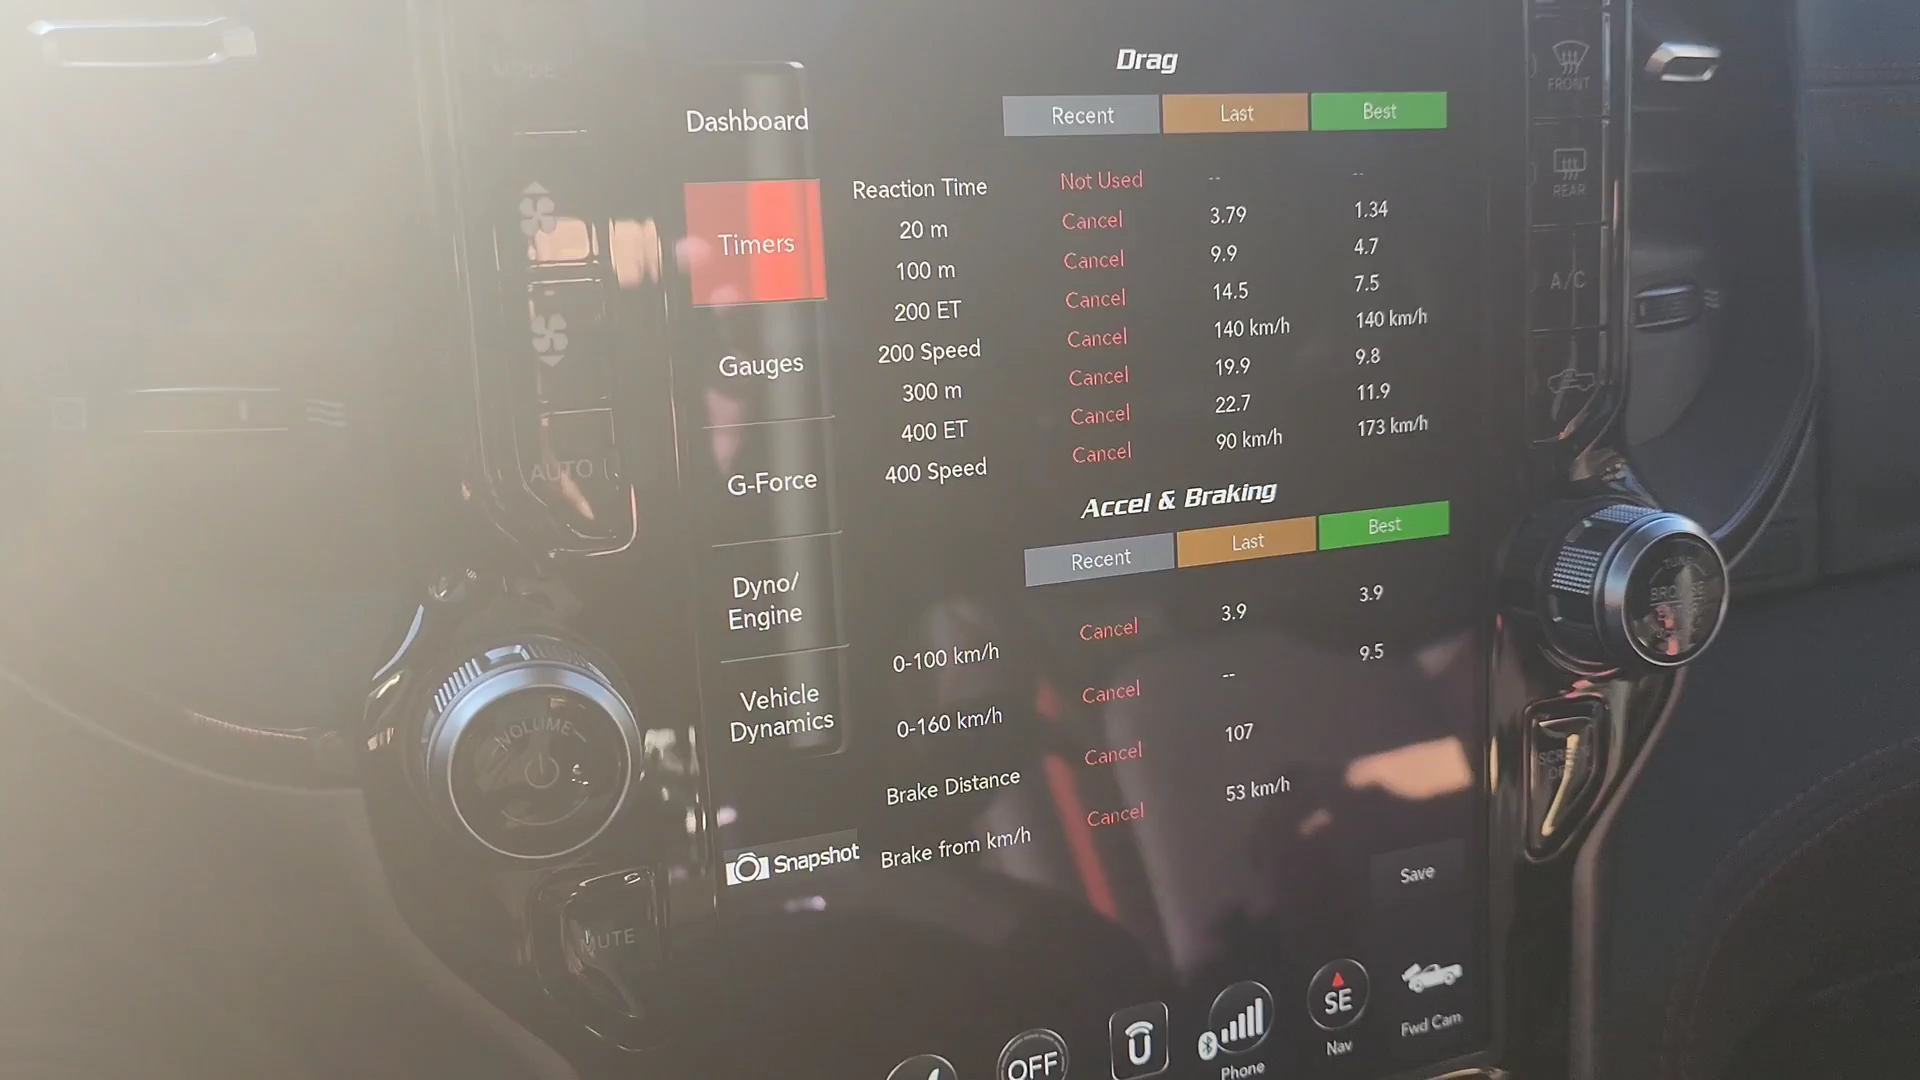 Drag
Dashboard
Recent Last Best
Reaction Time Not Used -- --
20 m Cancel 3.79 1.34
Timers
100 m Cancel 9.9 4.7
200 ET Cancel 14.5 7.5
200 Speed Cancel 140 km/h 140 km/h
Gauges
300 m Cancel 19.9 9.8
400 ET Cancel 22.7 11.9
400 Speed Cancel 90 km/h 173 km/h
G-Force
Accel & Braking
Recent Last Best
Dyno/
Engine
0-100 km/h Cancel 3.9 3.9
Vehicle
Dynamics
0-160 km/h Cancel -- 9.5
Brake Distance Cancel 107
Brake from km/h Cancel 53 km/h
Snapshot
Save
OFF
Phone
SE
Nav
Fwd Cam
MODE
AUTO
VOLUME
MUTE
FRONT
REAR
A/C
TUNE
BROWSE
SCREEN
OFF